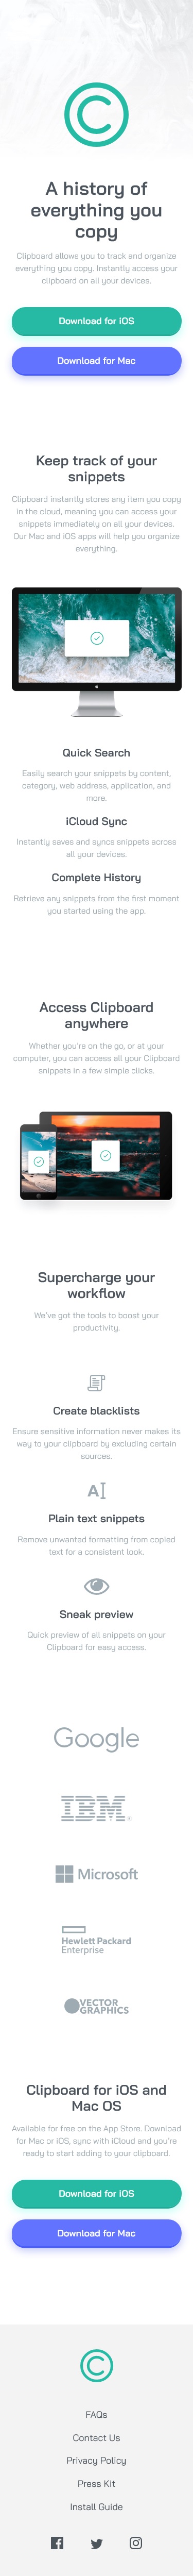 A history of
everything you
copy
Clipboard allows you to track and organize
everything you copy. Instantly access your
clipboard on all your devices.
Download for iOS
Download for Mac
Keep track of your
snippets
Clipboard instantly stores any item you copy
in the cloud, meaning you can access your
snippets immediately on all your devices.
Our Mac and iOS apps will help you organize
everything.
Quick Search
Easily search your snippets by content,
category, web address, application, and
more.
iCloud Sync
Instantly saves and syncs snippets across
all your devices.
Complete History
Retrieve any snippets from the first moment
you started using the app.
Access Clipboard
anywhere
Whether you're on the go, or at your
computer, you can access all your Clipboard
snippets in a few simple clicks.
Supercharge your
workflow
We've got the tools to boost your
productivity.
Create blacklists
Ensure sensitive information never makes its
way to your clipboard by excluding certain
sources.
Plain text snippets
Remove unwanted formatting from copied
text for a consistent look.
Sneak preview
Quick preview of all snippets on your
Clipboard for easy access.
Google
IBM
Microsoft
Hewlett Packard
Enterprise
VECTOR
GRAPHICS
Clipboard for iOS and
Mac OS
Available for free on the App Store. Download
for Mac or iOS, sync with iCloud and you're
ready to start adding to your clipboard.
Download for iOS
Download for Mac
FAQs
Contact Us
Privacy Policy
Press Kit
Install Guide